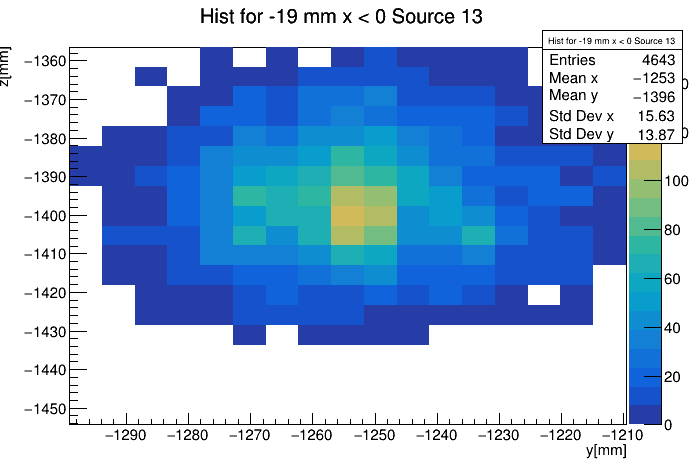 Hist for -19 mm x < 0 Source 13
Hist for -19 mm x < 0 Source 13
Entries 4643
Mean x −1253
Mean y −1396
Std Dev x 15.63
Std Dev y 13.87
z[mm]
−1360
−1370
−1380
−1390
−1400
−1410
−1420
−1430
−1440
−1450
100
80
60
40
20
0
−1290 −1280 −1270 −1260 −1250 −1240 −1230 −1220 −1210
y[mm]